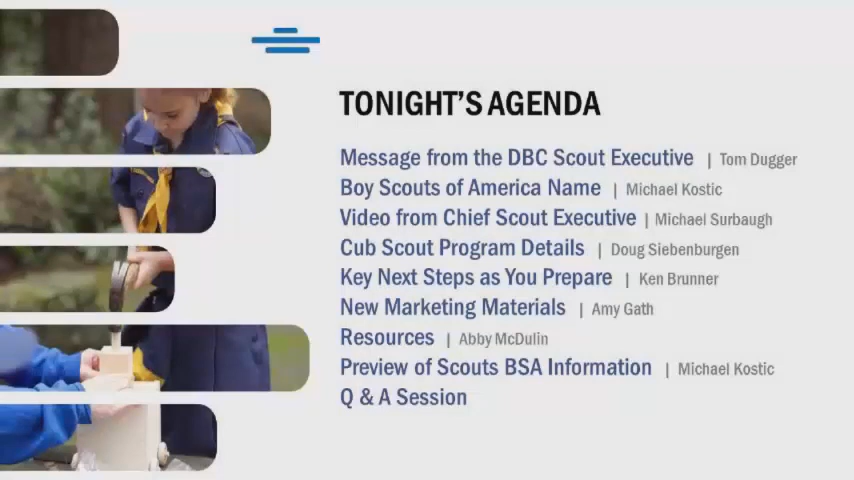 TONIGHT'S AGENDA
Message from the DBC Scout Executive | Tom Dugger
Boy Scouts of America Name | Michael Kostic
Video from Chief Scout Executive | Michael Surbaugh
Cub Scout Program Details | Doug Siebenburgen
Key Next Steps as You Prepare | Ken Brunner
New Marketing Materials | Amy Gath
Resources | Abby McDulin
Preview of Scouts BSA Information | Michael Kostic
Q & A Session